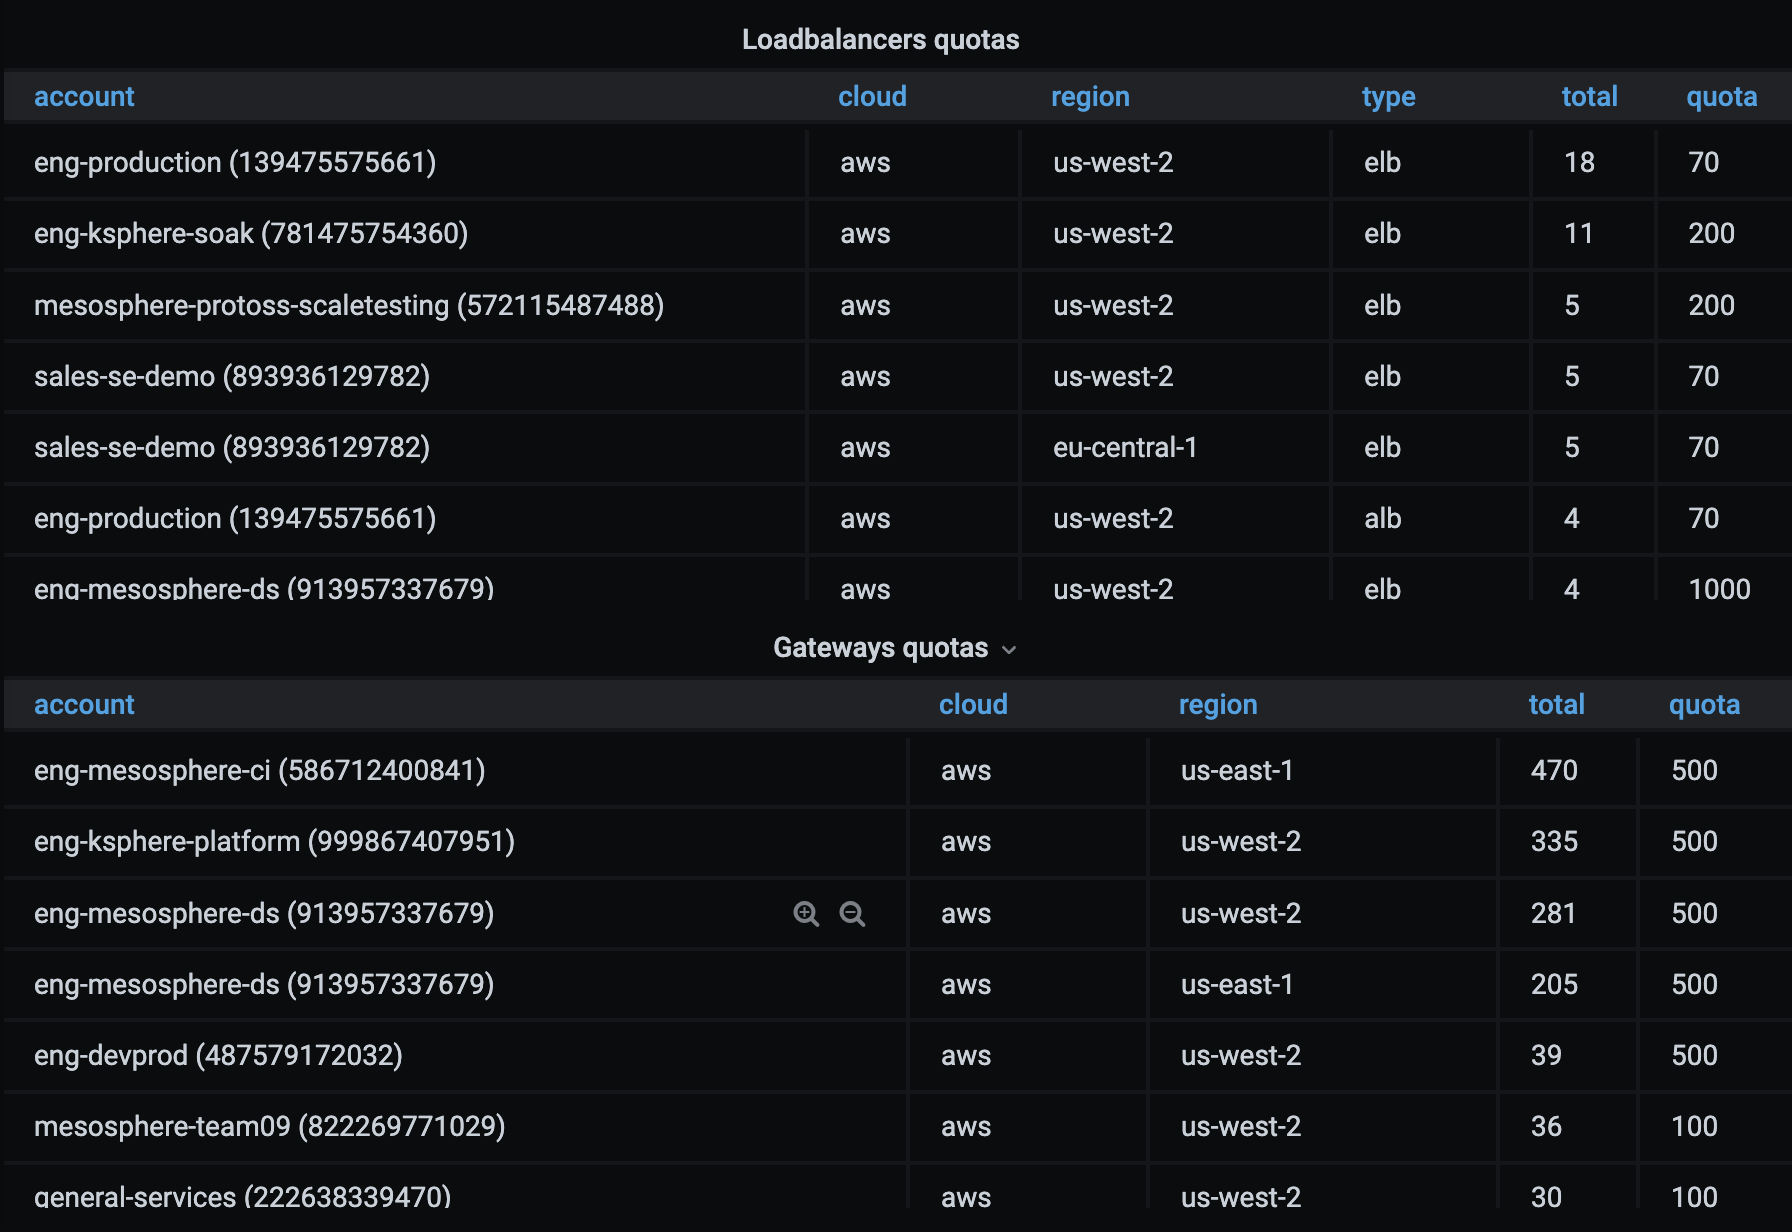 Loadbalancers quotas
account cloud region type total quota
eng-production (139475575661) aws us-west-2 elb 18 70
eng-ksphere-soak (781475754360) aws us-west-2 elb 11 200
mesosphere-protoss-scaletesting (572115487488) aws us-west-2 elb 5 200
sales-se-demo (893936129782) aws us-west-2 elb 5 70
sales-se-demo (893936129782) aws eu-central-1 elb 5 70
eng-production (139475575661) aws us-west-2 alb 4 70
eng-mesosphere-ds (913957337679) aws us-west-2 elb 4 1000
Gateways quotas
account cloud region total quota
eng-mesosphere-ci (586712400841) aws us-east-1 470 500
eng-ksphere-platform (999867407951) aws us-west-2 335 500
eng-mesosphere-ds (913957337679) aws us-west-2 281 500
eng-mesosphere-ds (913957337679) aws us-east-1 205 500
eng-devprod (487579172032) aws us-west-2 39 500
mesosphere-team09 (822269771029) aws us-west-2 36 100
general-services (222638339470) aws us-west-2 30 100